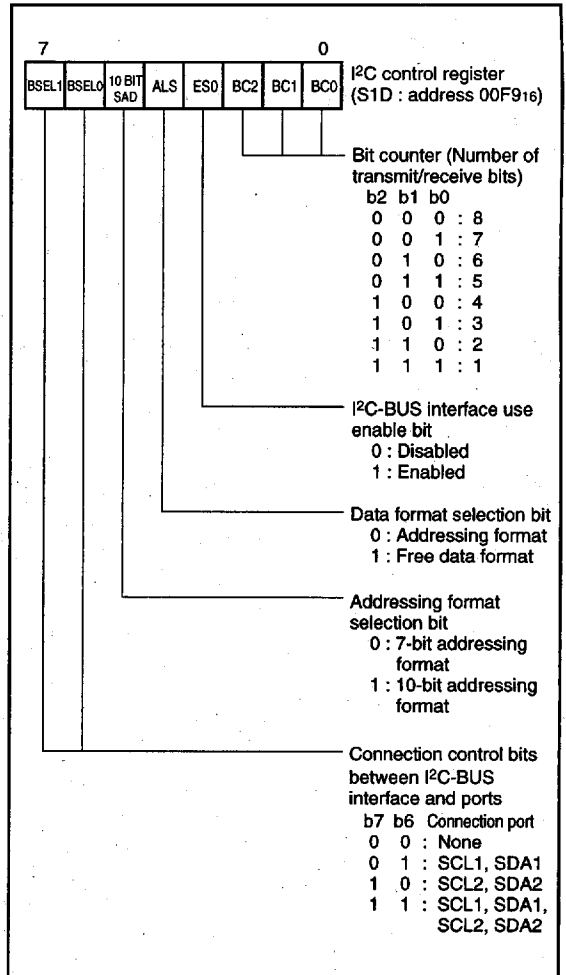 7 0
BSEL1 BSEL0 10 BIT SAD ALS ES0 BC2 BC1 BC0
I²C control register
(S1D : address 00F9₁₆)
Bit counter (Number of
transmit/receive bits)
b2 b1 b0
0 0 0 : 8
0 0 1 : 7
0 1 0 : 6
0 1 1 : 5
1 0 0 : 4
1 0 1 : 3
1 1 0 : 2
1 1 1 : 1
I²C-BUS interface use
enable bit
0 : Disabled
1 : Enabled
Data format selection bit
0 : Addressing format
1 : Free data format
Addressing format
selection bit
0 : 7-bit addressing
format
1 : 10-bit addressing
format
Connection control bits
between I²C-BUS
interface and ports
b7 b6 Connection port
0 0 : None
0 1 : SCL1, SDA1
1 0 : SCL2, SDA2
1 1 : SCL1, SDA1,
SCL2, SDA2